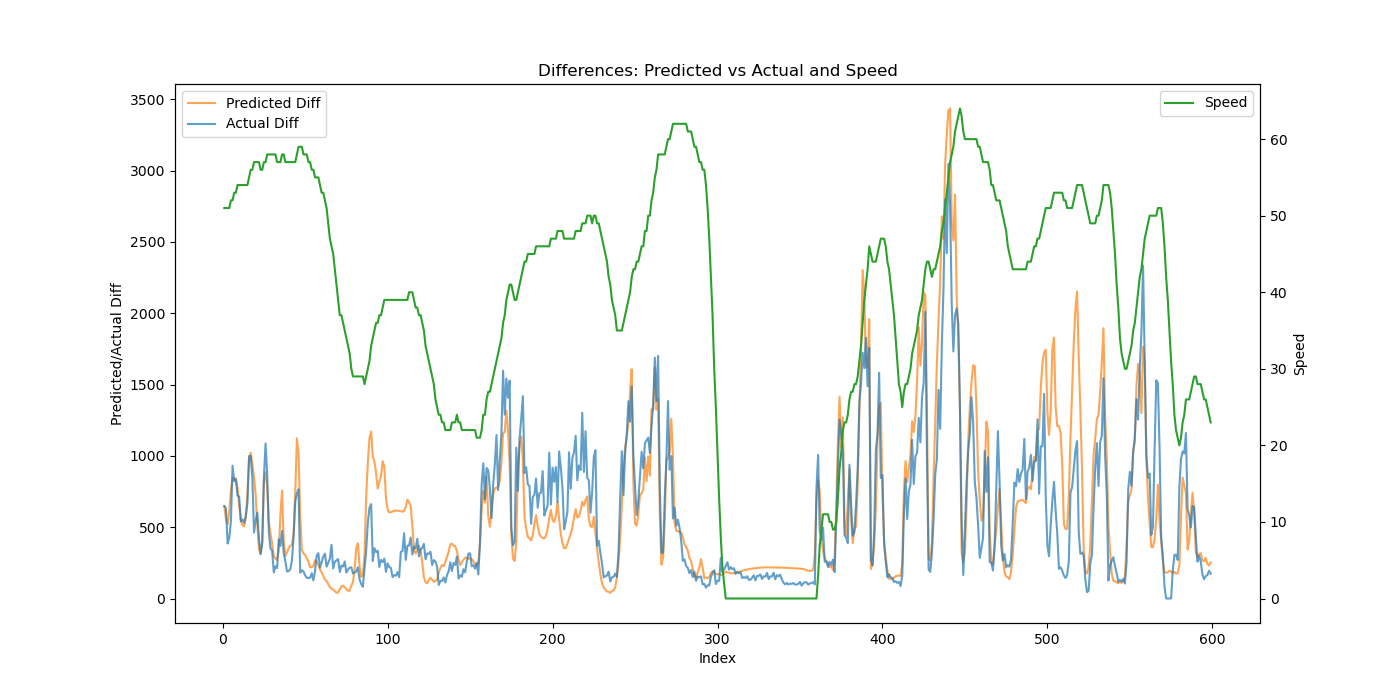 Differences: Predicted vs Actual and Speed
Predicted Diff
Actual Diff
Speed
3500
3000
2500
2000
1500
1000
500
0
Predicted/Actual Diff
60
50
40
30
20
10
0
Speed
0 100 200 300 400 500 600
Index